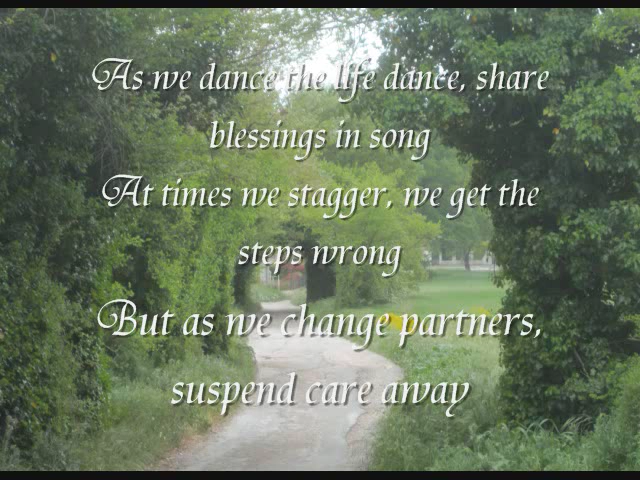 As we dance the life dance, share
blessings in song
At times we stagger, we get the
steps wrong
But as we change partners,
suspend care away